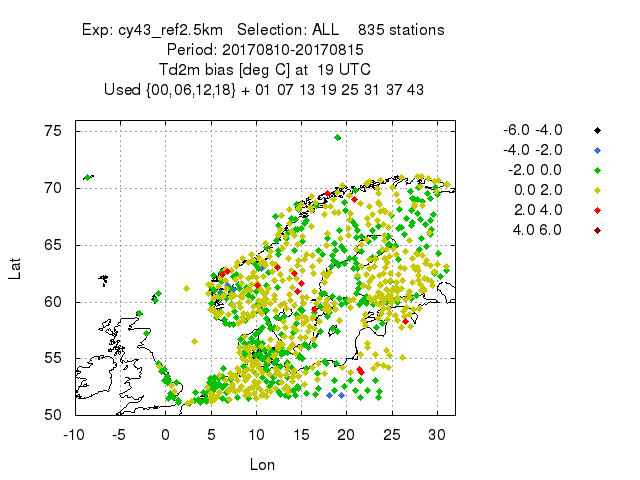 Exp: cy43_ref2.5km   Selection: ALL    835 stations
Period: 20170810-20170815
Td2m bias [deg C] at  19 UTC
Used {00,06,12,18} + 01 07 13 19 25 31 37 43
-6.0 -4.0
-4.0 -2.0
-2.0 0.0
0.0 2.0
2.0 4.0
4.0 6.0
75
70
65
60
55
50
Lat
-10 -5 0 5 10 15 20 25 30
Lon